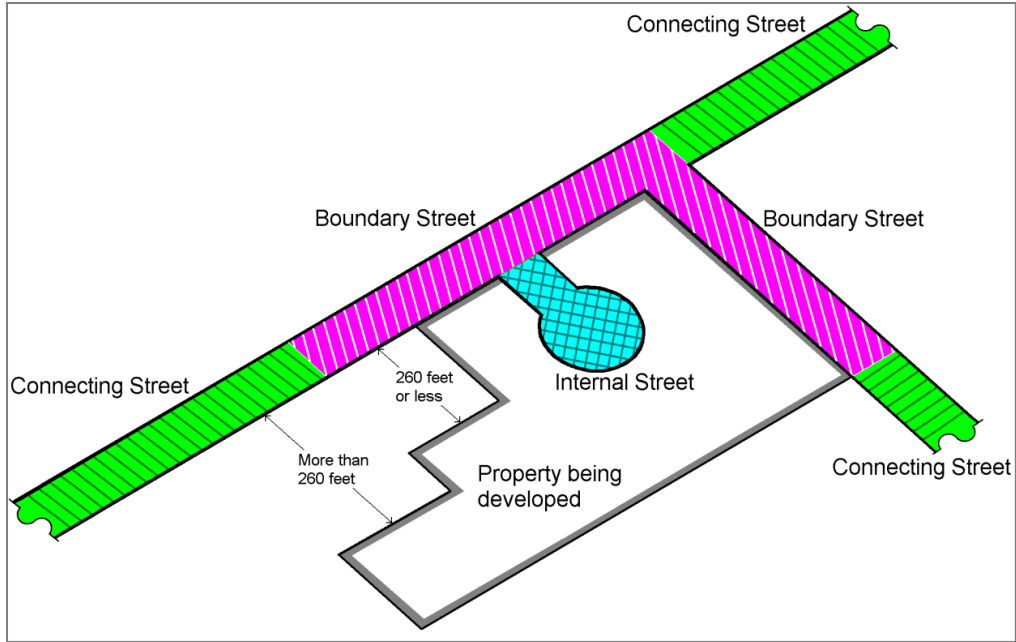 Connecting Street
Boundary Street
Boundary Street
Connecting Street
260 feet
or less
Internal Street
More than
260 feet
Property being
developed
Connecting Street